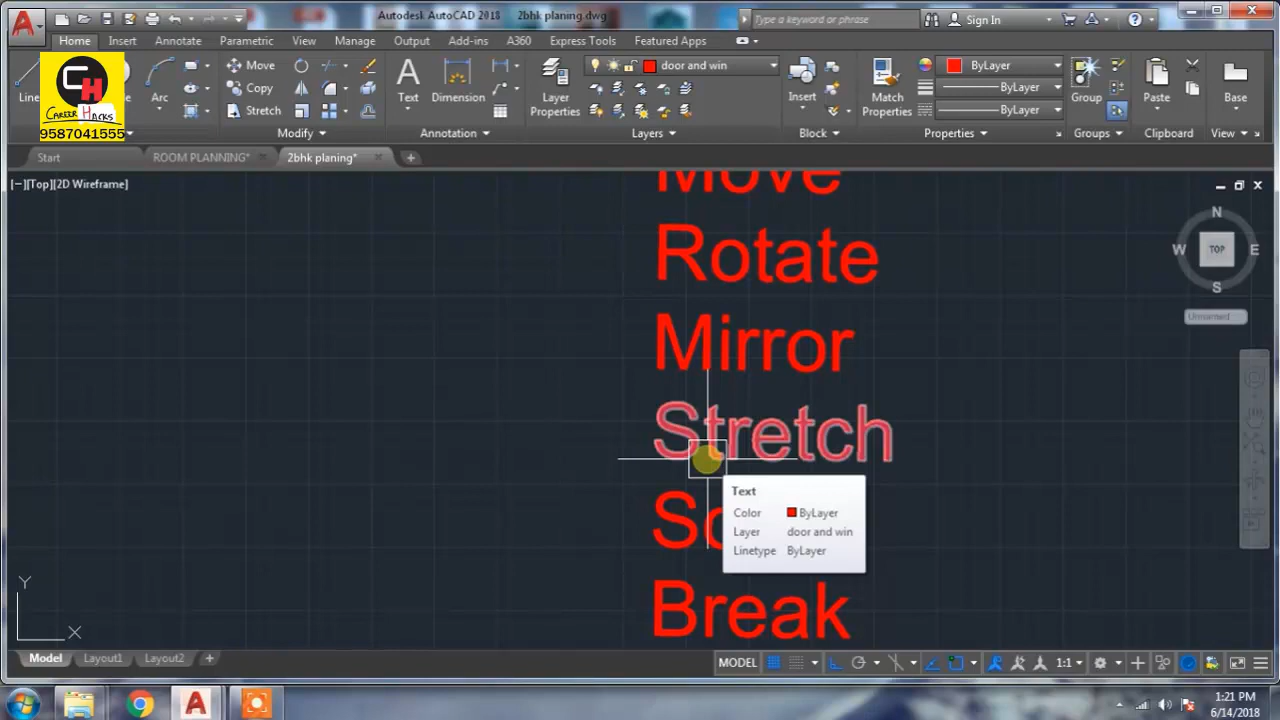 Autodesk AutoCAD 2018 2bhk planing.dwg
Type a keyword or phrase
Sign In
Home Insert Annotate Parametric View Manage Output Add-ins A360 Express Tools Featured Apps
Move
Copy
Stretch
Arc
Text
Dimension
Layer
Properties
door and win
Insert
Match
Properties
ByLayer
ByLayer
ByLayer
Group
Paste
Base
CH
CAREER HACKS
9587041555
Modify Annotation Layers Block Properties Groups Clipboard View
Start ROOM PLANNING* 2bhk planing*
[−][Top][2D Wireframe]
Move
Rotate
Mirror
Stretch
Break
Text
Color ByLayer
Layer door and win
Linetype ByLayer
N
W TOP E
S
Unnamed
Y
X
Model Layout1 Layout2
MODEL 1:1
1:21 PM
6/14/2018